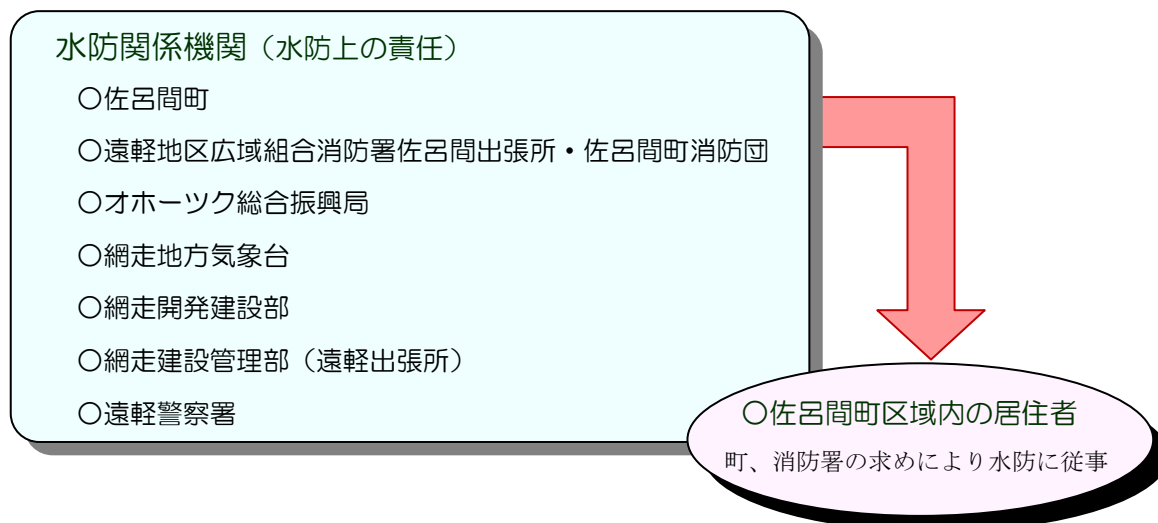 水防関係機関（水防上の責任）
○佐呂間町
○遠軽地区広域組合消防署佐呂間出張所・佐呂間町消防団
○オホーツク総合振興局
○網走地方気象台
○網走開発建設部
○網走建設管理部（遠軽出張所）
○遠軽警察署
○佐呂間町区域内の居住者
町、消防署の求めにより水防に従事